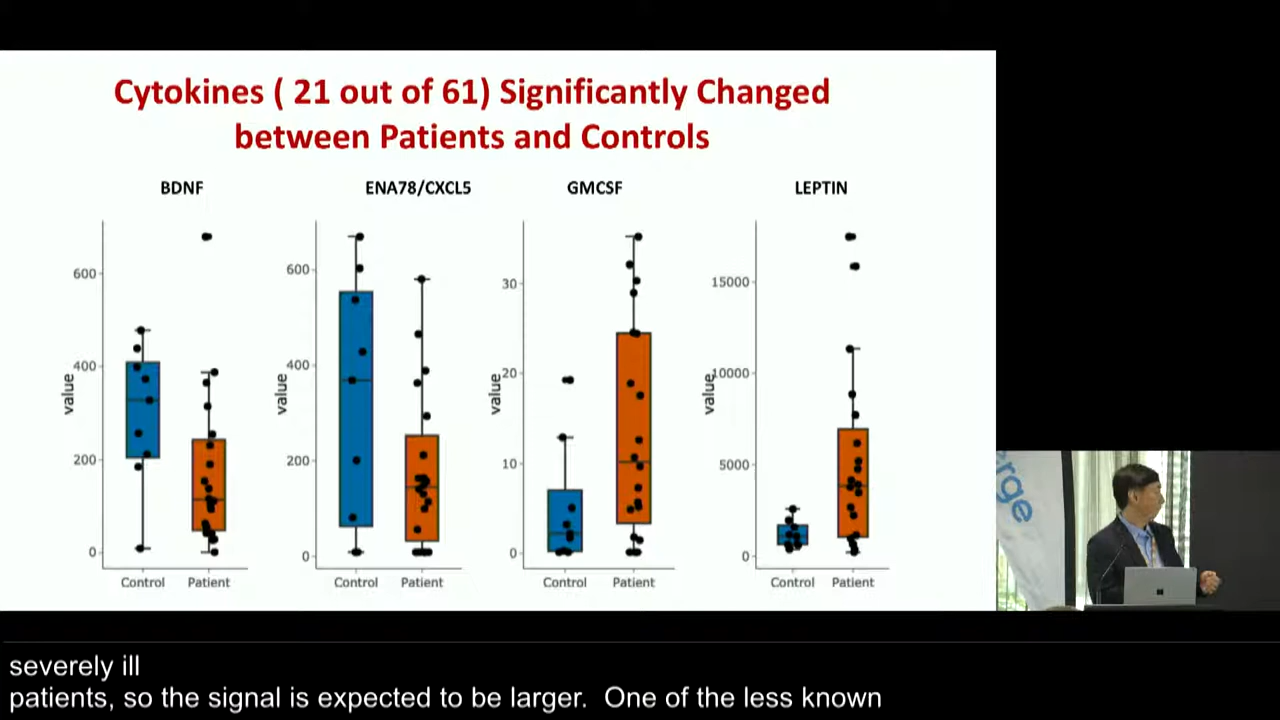 Cytokines ( 21 out of 61) Significantly Changed
between Patients and Controls
BDNF
ENA78/CXCL5
GMCSF
LEPTIN
value
600
400
200
0
Control
Patient
value
600
400
200
0
Control
Patient
value
30
20
10
0
Control
Patient
value
15000
10000
5000
0
Control
Patient
erge
severely ill
patients, so the signal is expected to be larger.  One of the less known